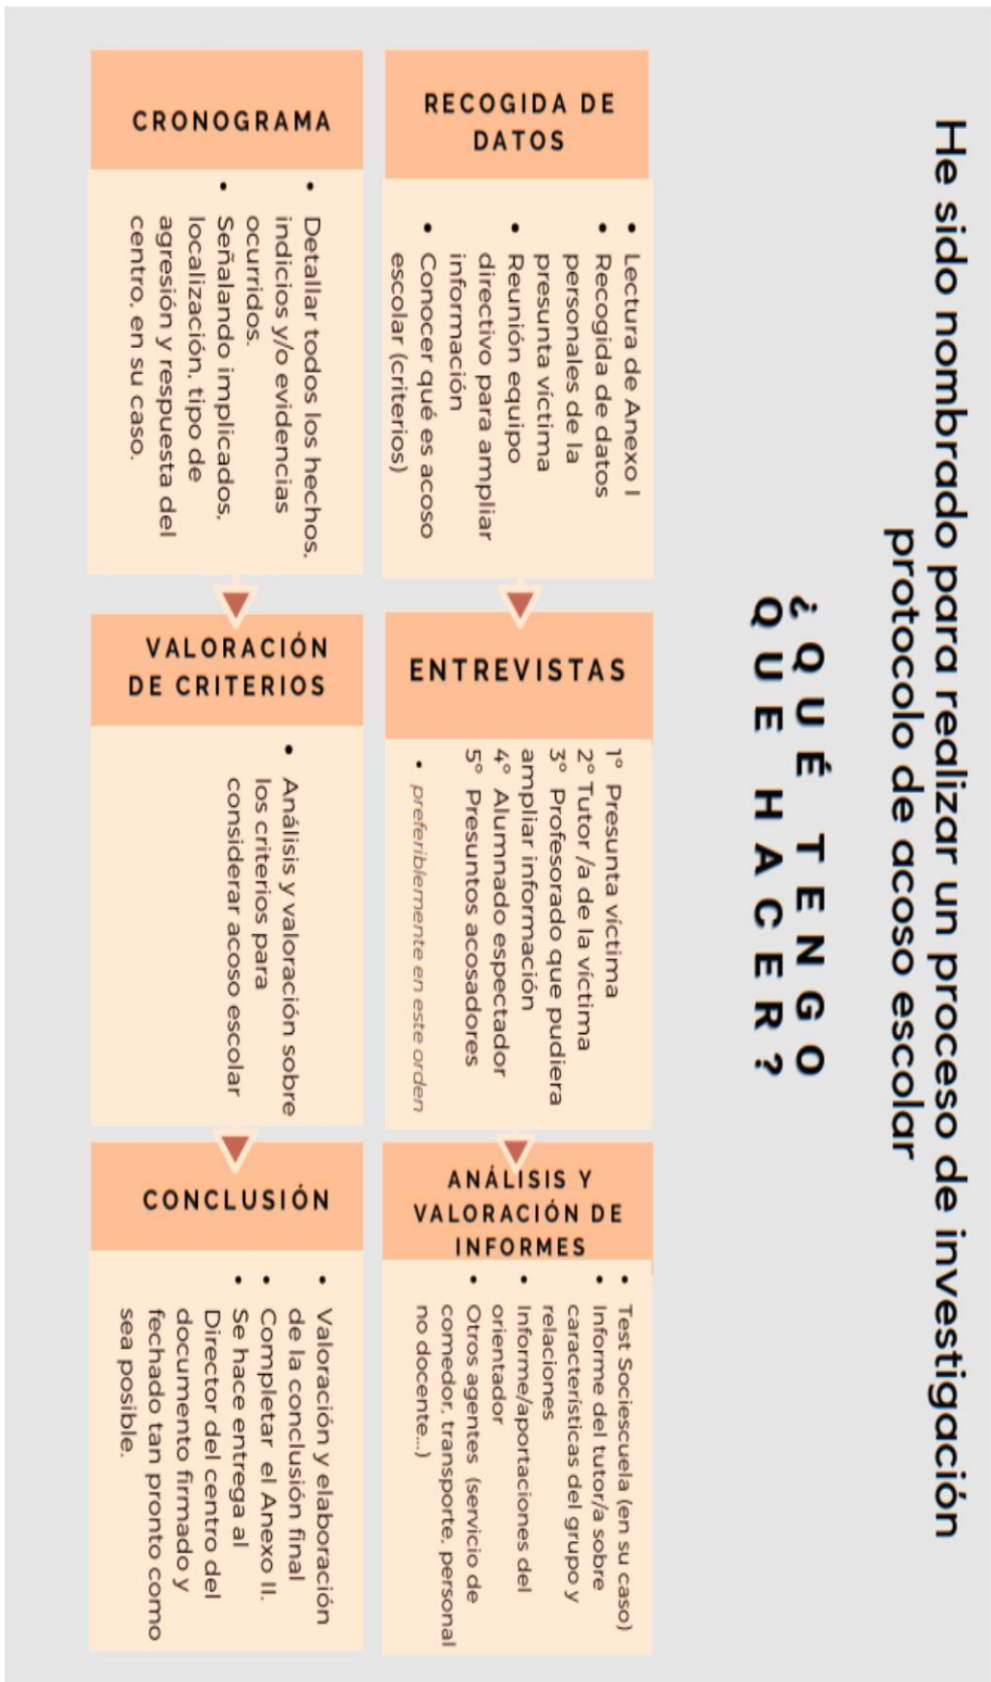 He sido nombrado para realizar un proceso de investigación
protocolo de acoso escolar
¿QUÉ TENGO
QUE HACER?
RECOGIDA DE
DATOS
• Lectura de Anexo I
• Recogida de datos
personales de la
presunta víctima
• Reunión equipo
directivo para ampliar
información
• Conocer qué es acoso
escolar (criterios)
ENTREVISTAS
1º Presunta víctima
2º Tutor /a de la víctima
3º Profesorado que pudiera
ampliar información
4º Alumnado espectador
5º Presuntos acosadores
• preferiblemente en este orden
ANÁLISIS Y
VALORACIÓN DE
INFORMES
• Test Sociescuela (en su caso)
• Informe del tutor/a sobre
características del grupo y
relaciones
• Informe/aportaciones del
orientador
• Otros agentes (servicio de
comedor, transporte, personal
no docente...)
CRONOGRAMA
• Detallar todos los hechos,
indicios y/o evidencias
ocurridos.
• Señalando implicados,
localización, tipo de
agresión y respuesta del
centro, en su caso.
VALORACIÓN
DE CRITERIOS
• Análisis y valoración sobre
los criterios para
considerar acoso escolar
CONCLUSIÓN
• Valoración y elaboración
de la conclusión final
• Completar el Anexo II.
• Se hace entrega al
Director del centro del
documento firmado y
fechado tan pronto como
sea posible.